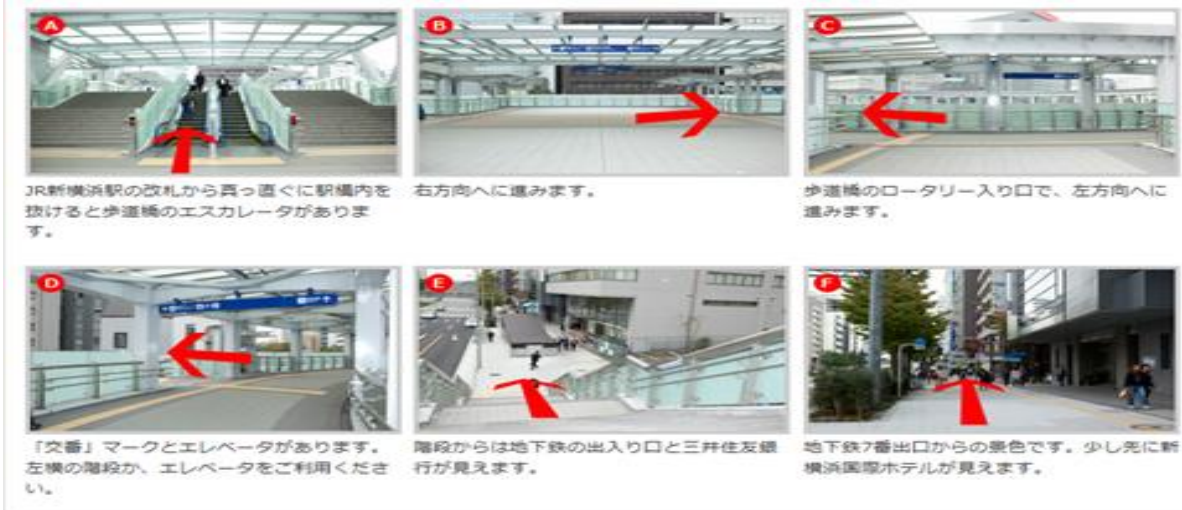 A
B
C
JR新横浜駅の改札から真っ直ぐに駅構内を
抜けると歩道橋のエスカレータがありま
す。
右方向へに進みます。
歩道橋のロータリー入り口で、左方向へに
進みます。
D
E
F
「交番」マークとエレベータがあります。
左横の階段か、エレベータをご利用くださ
い。
階段からは地下鉄の出入り口と三井住友銀
行が見えます。
地下鉄7番出口からの景色です。少し先に新
横浜国際ホテルが見えます。